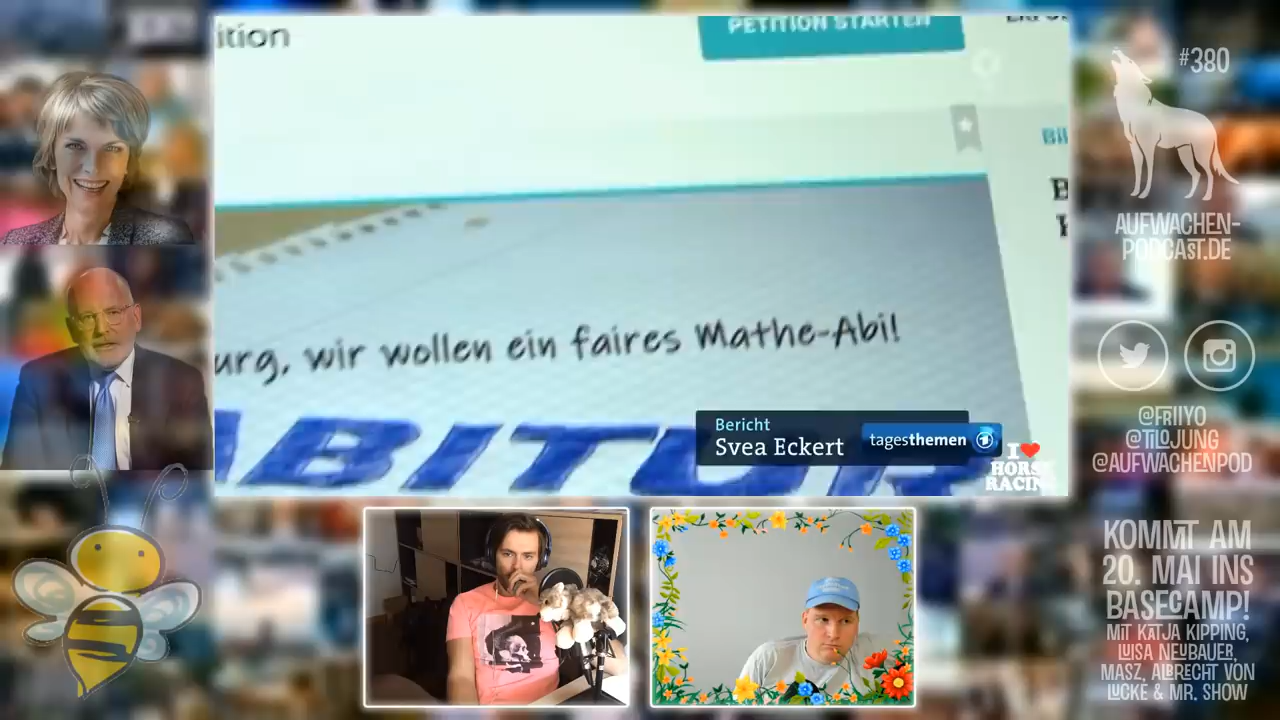 ition
PETITION STARTEN
urg, wir wollen ein faires Mathe-Abi!
ABITUR
Bericht
Svea Eckert
tagesthemen
I ❤
HORSE
RACING
#380
AUFWACHEN-
PODCAST.DE
@FRIIYO
@TILOJUNG
@AUFWACHENPOD
KOMMT AM
20. MAI INS
BASECAMP!
MIT KATJA KIPPING,
LUISA NEUBAUER,
MASZ, ALBRECHT VON
LUCKE & MR. SHOW